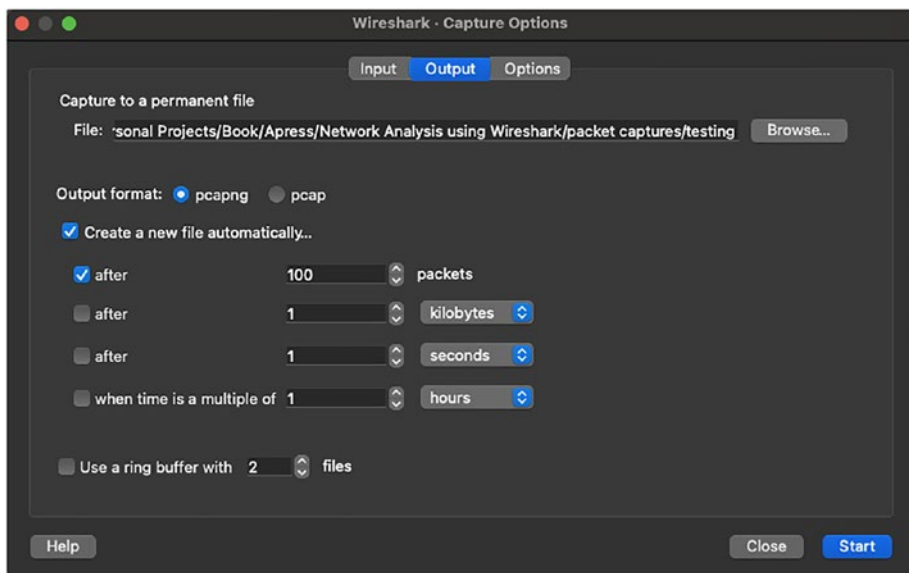 Wireshark · Capture Options
Input Output Options
Capture to a permanent file
File: rsonal Projects/Book/Apress/Network Analysis using Wireshark/packet captures/testing Browse...
Output format: pcapng pcap
Create a new file automatically...
after 100 packets
after 1 kilobytes
after 1 seconds
when time is a multiple of 1 hours
Use a ring buffer with 2 files
Help Close Start